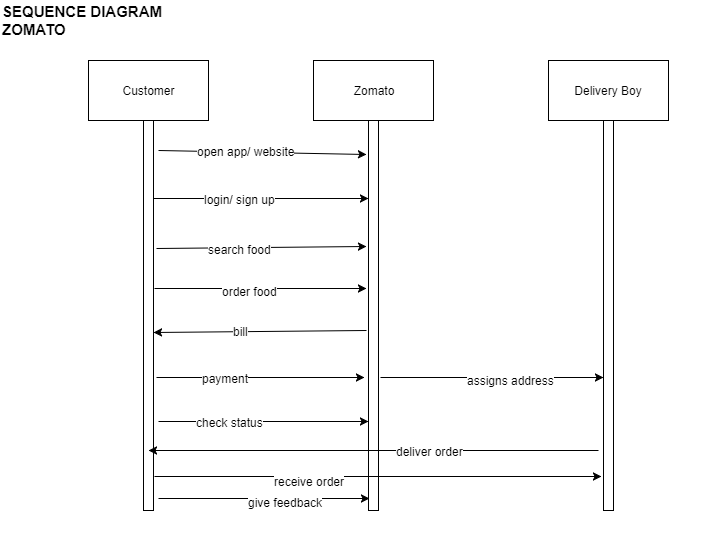 SEQUENCE DIAGRAM
ZOMATO
Customer
Zomato
Delivery Boy
open app/ website
login/ sign up
search food
order food
bill
payment
assigns address
check status
deliver order
receive order
give feedback